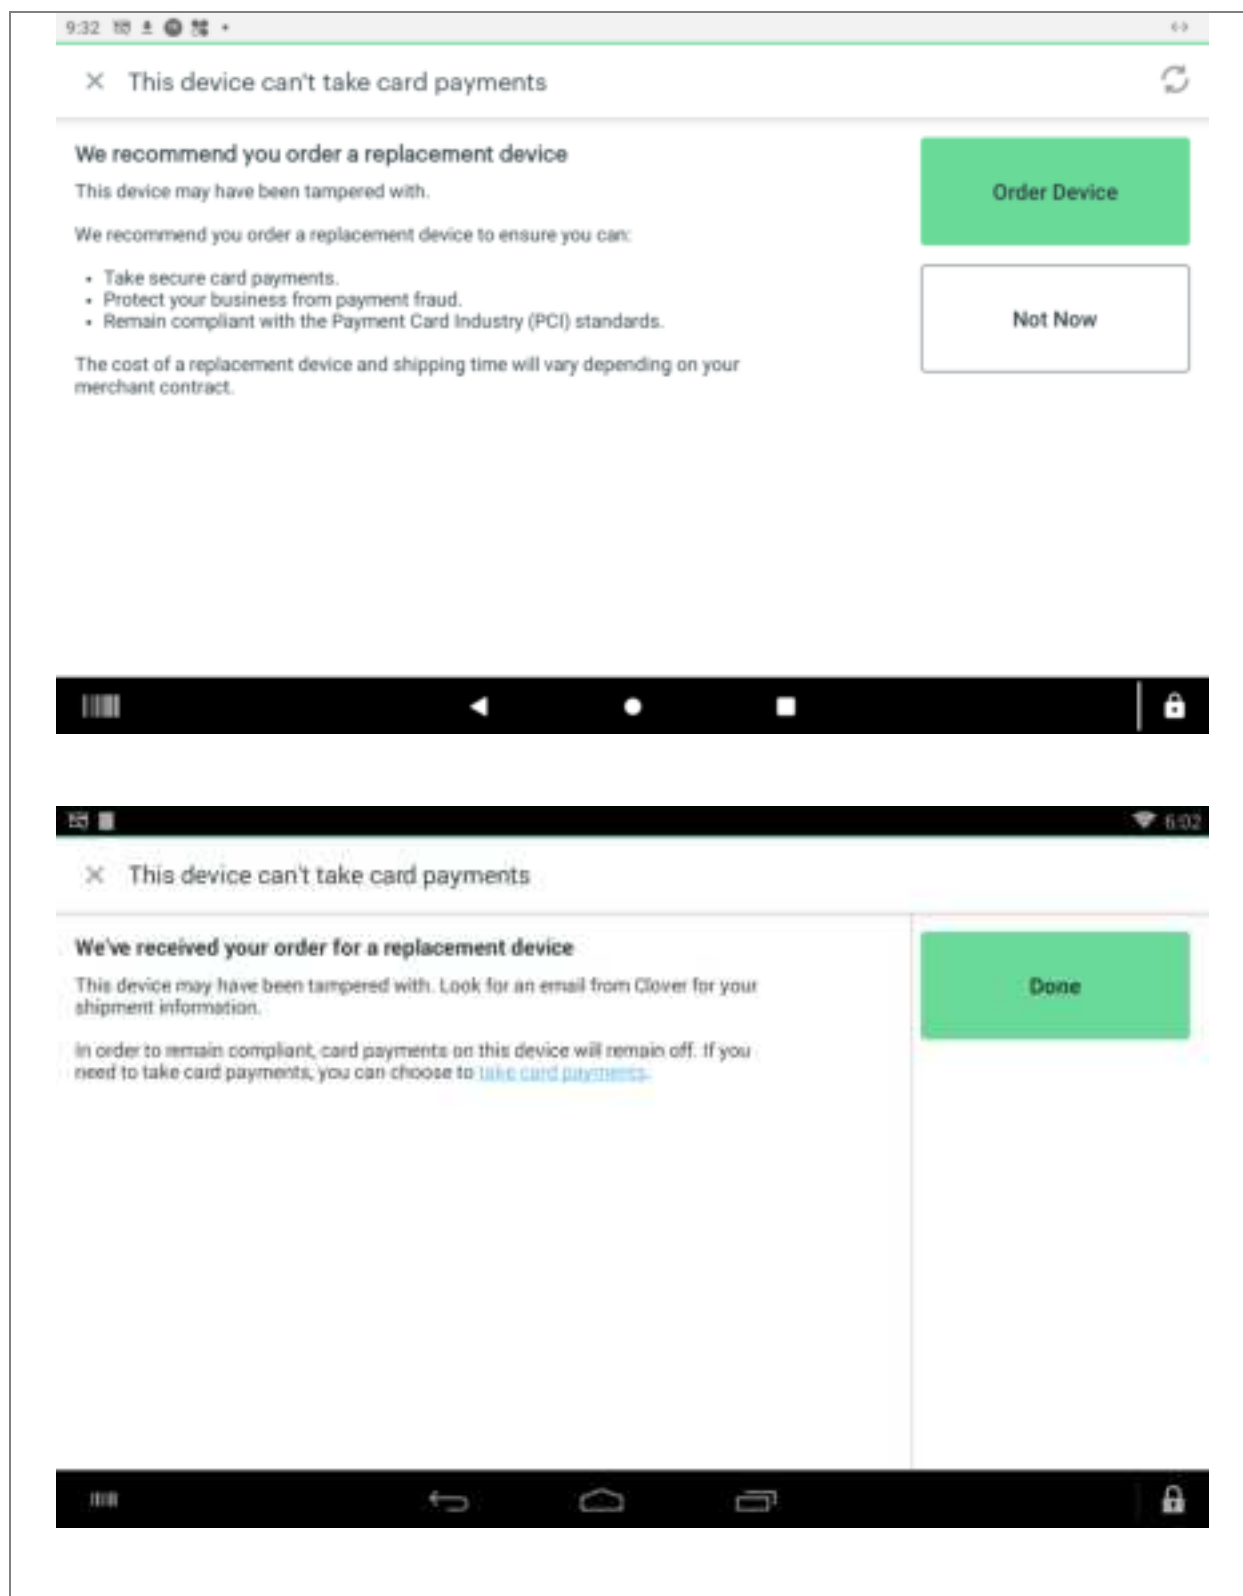 9:32
This device can't take card payments
We recommend you order a replacement device
This device may have been tampered with.
We recommend you order a replacement device to ensure you can:
• Take secure card payments.
• Protect your business from payment fraud.
• Remain compliant with the Payment Card Industry (PCI) standards.
The cost of a replacement device and shipping time will vary depending on your
merchant contract.
Order Device
Not Now
6:02
This device can't take card payments
We've received your order for a replacement device
This device may have been tampered with. Look for an email from Clover for your
shipment information.
In order to remain compliant, card payments on this device will remain off. If you
need to take card payments, you can choose to take card payments.
Done